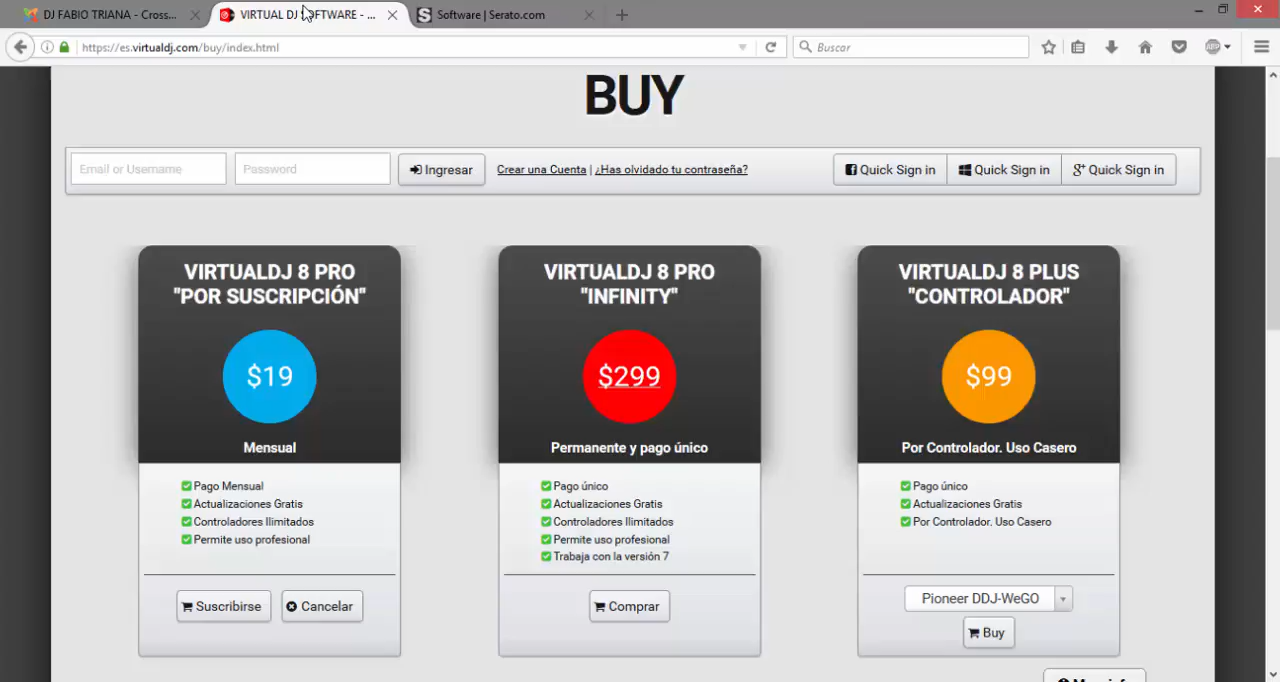 DJ FABIO TRIANA - Cross...
VIRTUAL DJ SOFTWARE - ...
Software | Serato.com
https://es.virtualdj.com/buy/index.html
Buscar
ABP
BUY
Email or Username
Password
Ingresar
Crear una Cuenta | ¿Has olvidado tu contraseña?
Quick Sign in
Quick Sign in
Quick Sign in
VIRTUALDJ 8 PRO
"POR SUSCRIPCIÓN"
$19
Mensual
Pago Mensual
Actualizaciones Gratis
Controladores Ilimitados
Permite uso profesional
Suscribirse
Cancelar
VIRTUALDJ 8 PRO
"INFINITY"
$299
Permanente y pago único
Pago único
Actualizaciones Gratis
Controladores Ilimitados
Permite uso profesional
Trabaja con la versión 7
Comprar
VIRTUALDJ 8 PLUS
"CONTROLADOR"
$99
Por Controlador. Uso Casero
Pago único
Actualizaciones Gratis
Por Controlador. Uso Casero
Pioneer DDJ-WeGO
Buy